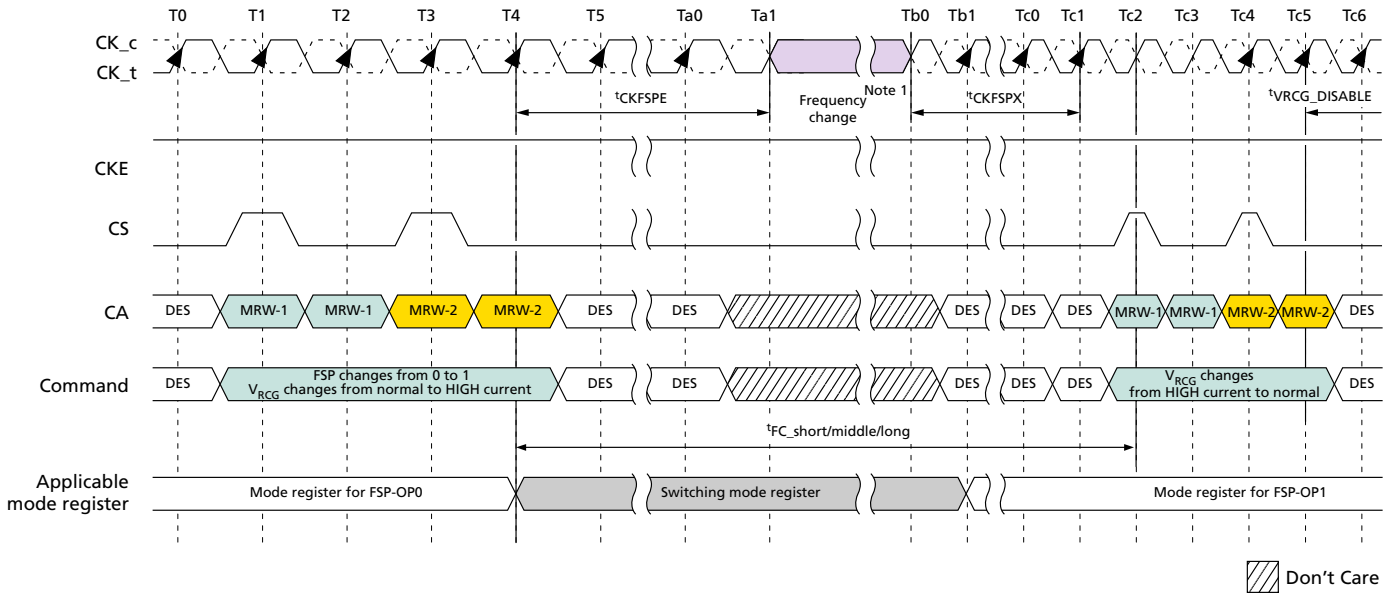 T0 T1 T2 T3 T4 T5 Ta0 Ta1 Tb0 Tb1 Tc0 Tc1 Tc2 Tc3 Tc4 Tc5 Tc6
CK_c
CK_t
tCKFSPE
Frequency
change
Note 1
tCKFSPX
tVRCG_DISABLE
CKE
CS
CA
DES MRW-1 MRW-1 MRW-2 MRW-2 DES DES DES DES DES MRW-1 MRW-1 MRW-2 MRW-2 DES
Command
DES
FSP changes from 0 to 1
VRCG changes from normal to HIGH current
DES DES DES DES DES
VRCG changes
from HIGH current to normal
DES
tFC_short/middle/long
Applicable
mode register
Mode register for FSP-OP0
Switching mode register
Mode register for FSP-OP1
Don't Care